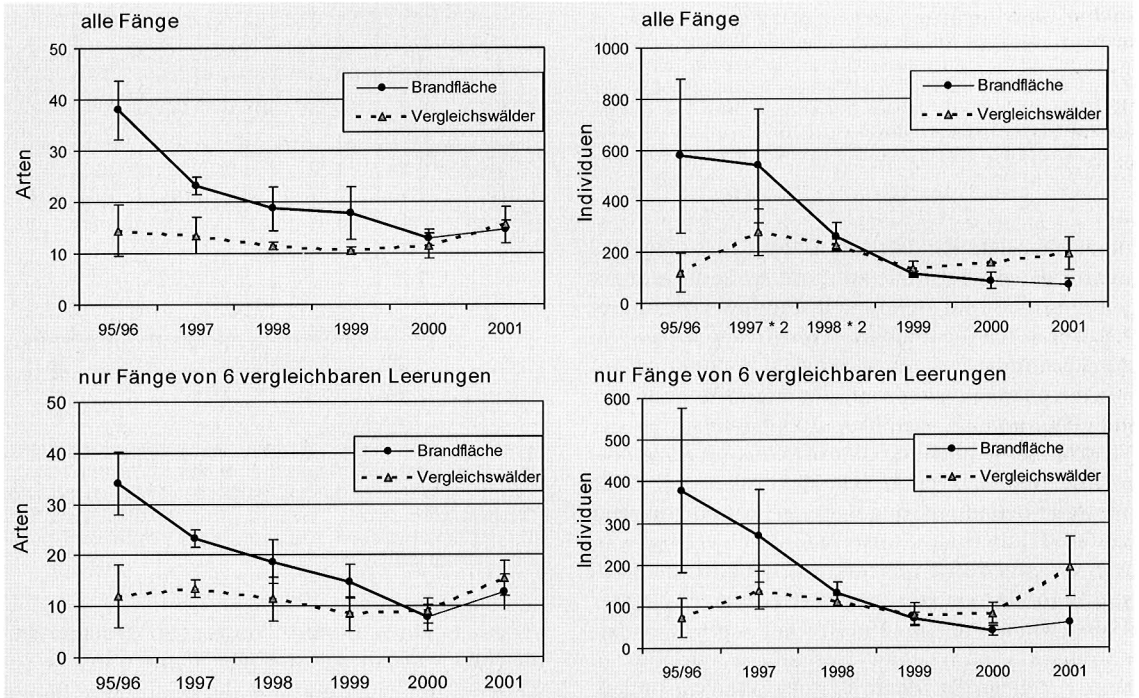 alle Fänge
50
40
30
20
10
0
Arten
Brandfläche
Vergleichswälder
95/96 1997 1998 1999 2000 2001
alle Fänge
1000
800
600
400
200
0
Individuen
Brandfläche
Vergleichswälder
95/96 1997 * 2 1998 * 2 1999 2000 2001
nur Fänge von 6 vergleichbaren Leerungen
50
40
30
20
10
0
Arten
Brandfläche
Vergleichswälder
95/96 1997 1998 1999 2000 2001
nur Fänge von 6 vergleichbaren Leerungen
600
500
400
300
200
100
0
Individuen
Brandfläche
Vergleichswälder
95/96 1997 1998 1999 2000 2001